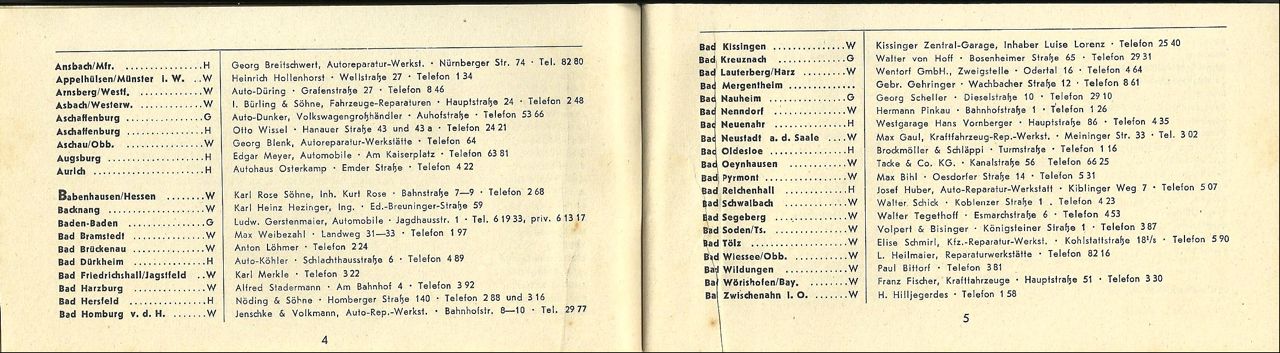 Ansbach/Mfr. ..................H Georg Breitschwert, Autoreparatur-Werkst. · Nürnberger Str. 74 · Tel. 82 80
Appelhülsen/Münster i. W. ..W Heinrich Hollenhorst · Wellstraße 27 · Telefon 1 34
Arnsberg/Westf. ...............W Auto-Düring · Grafenstraße 27 · Telefon 8 46
Asbach/Westerw. ...............W I. Bürling & Söhne, Fahrzeuge-Reparaturen · Hauptstraße 24 · Telefon 2 48
Aschaffenburg .................G Auto-Dunker, Volkswagengroßhändler · Auhofstraße · Telefon 53 66
Aschaffenburg .................H Otto Wissel · Hanauer Straße 43 und 43 a · Telefon 24 21
Aschau/Obb. ...................W Georg Blenk, Autoreparatur-Werkstätte · Telefon 64
Augsburg ......................H Edgar Meyer, Automobile · Am Kaiserplatz · Telefon 63 81
Aurich ........................H Autohaus Osterkamp · Emder Straße · Telefon 4 22
Babenhausen/Hessen ........W Karl Rose Söhne, Inh. Kurt Rose · Bahnstraße 7—9 · Telefon 2 68
Backnang ......................W Karl Heinz Hezinger, Ing. · Ed.-Breuninger-Straße 59
Baden-Baden ...................G Ludw. Gerstenmaier, Automobile · Jagdhausstr. 1 · Tel. 6 19 33, priv. 6 13 17
Bad Bramstedt .................W Max Weibezahl · Landweg 31—33 · Telefon 1 97
Bad Brückenau .................W Anton Löhmer · Telefon 2 24
Bad Dürkheim ..................H Auto-Köhler · Schlachthausstraße 6 · Telefon 4 89
Bad Friedrichshall/Jagstfeld ..W Karl Merkle · Telefon 3 22
Bad Harzburg ..................W Alfred Stadermann · Am Bahnhof 4 · Telefon 3 92
Bad Hersfeld ..................H Nöding & Söhne · Homberger Straße 140 · Telefon 2 88 und 3 16
Bad Homburg v. d. H. .......W Jenschke & Volkmann, Auto-Rep.-Werkst. · Bahnhofstr. 8—10 · Tel. 29 77
4
Bad Kissingen ...............W Kissinger Zentral-Garage, Inhaber Luise Lorenz · Telefon 25 40
Bad Kreuznach ...............G Walter von Hoff · Bosenheimer Straße 65 · Telefon 29 31
Bad Lauterberg/Harz .........W Wentorf GmbH., Zweigstelle · Odertal 16 · Telefon 4 64
Bad Mergentheim ............. Gebr. Gehringer · Wachbacher Straße 12 · Telefon 8 61
Bad Nauheim .................G Georg Scheller · Dieselstraße 10 · Telefon 29 10
Bad Nenndorf ................W Hermann Pinkau · Bahnhofstraße 1 · Telefon 1 26
Bad Neuenahr ................H Westgarage Hans Vornberger · Hauptstraße 86 · Telefon 4 35
Bad Neustadt a. d. Saale ....W Max Gaul, Kraftfahrzeug-Rep.-Werkst. · Meininger Str. 33 · Tel. 3 02
Bad Oldesloe ................H Brockmöller & Schläppi · Turmstraße · Telefon 1 16
Bad Oeynhausen ..............W Tacke & Co. KG. · Kanalstraße 56 Telefon 66 25
Bad Pyrmont .................W Max Bihl · Oesdorfer Straße 14 · Telefon 5 31
Bad Reichenhall .............H Josef Huber, Auto-Reparatur-Werkstatt · Kiblinger Weg 7 · Telefon 5 07
Bad Schwalbach ..............W Walter Schick · Koblenzer Straße 1 . Telefon 4 23
Bad Segeberg ................W Walter Tegethoff · Esmarchstraße 6 · Telefon 4 53
Bad Soden/Ts. ...............W Volpert & Bisinger · Königsteiner Straße 1 · Telefon 3 87
Bad Tölz ....................W Elise Schmirl, Kfz.-Reparatur-Werkst. · Kohlstattstraße 18¹/₅ · Telefon 5 90
Bad Wiessee/Obb. ............W L. Heilmaier, Reparaturwerkstätte · Telefon 82 16
Bad Wildungen ...............W Paul Bittorf · Telefon 3 81
Bad Wörishofen/Bay. .........W Franz Fischer, Kraftfahrzeuge · Hauptstraße 51 · Telefon 3 30
Bad Zwischenahn i. O. .......W H. Hilljegerdes · Telefon 1 58
5